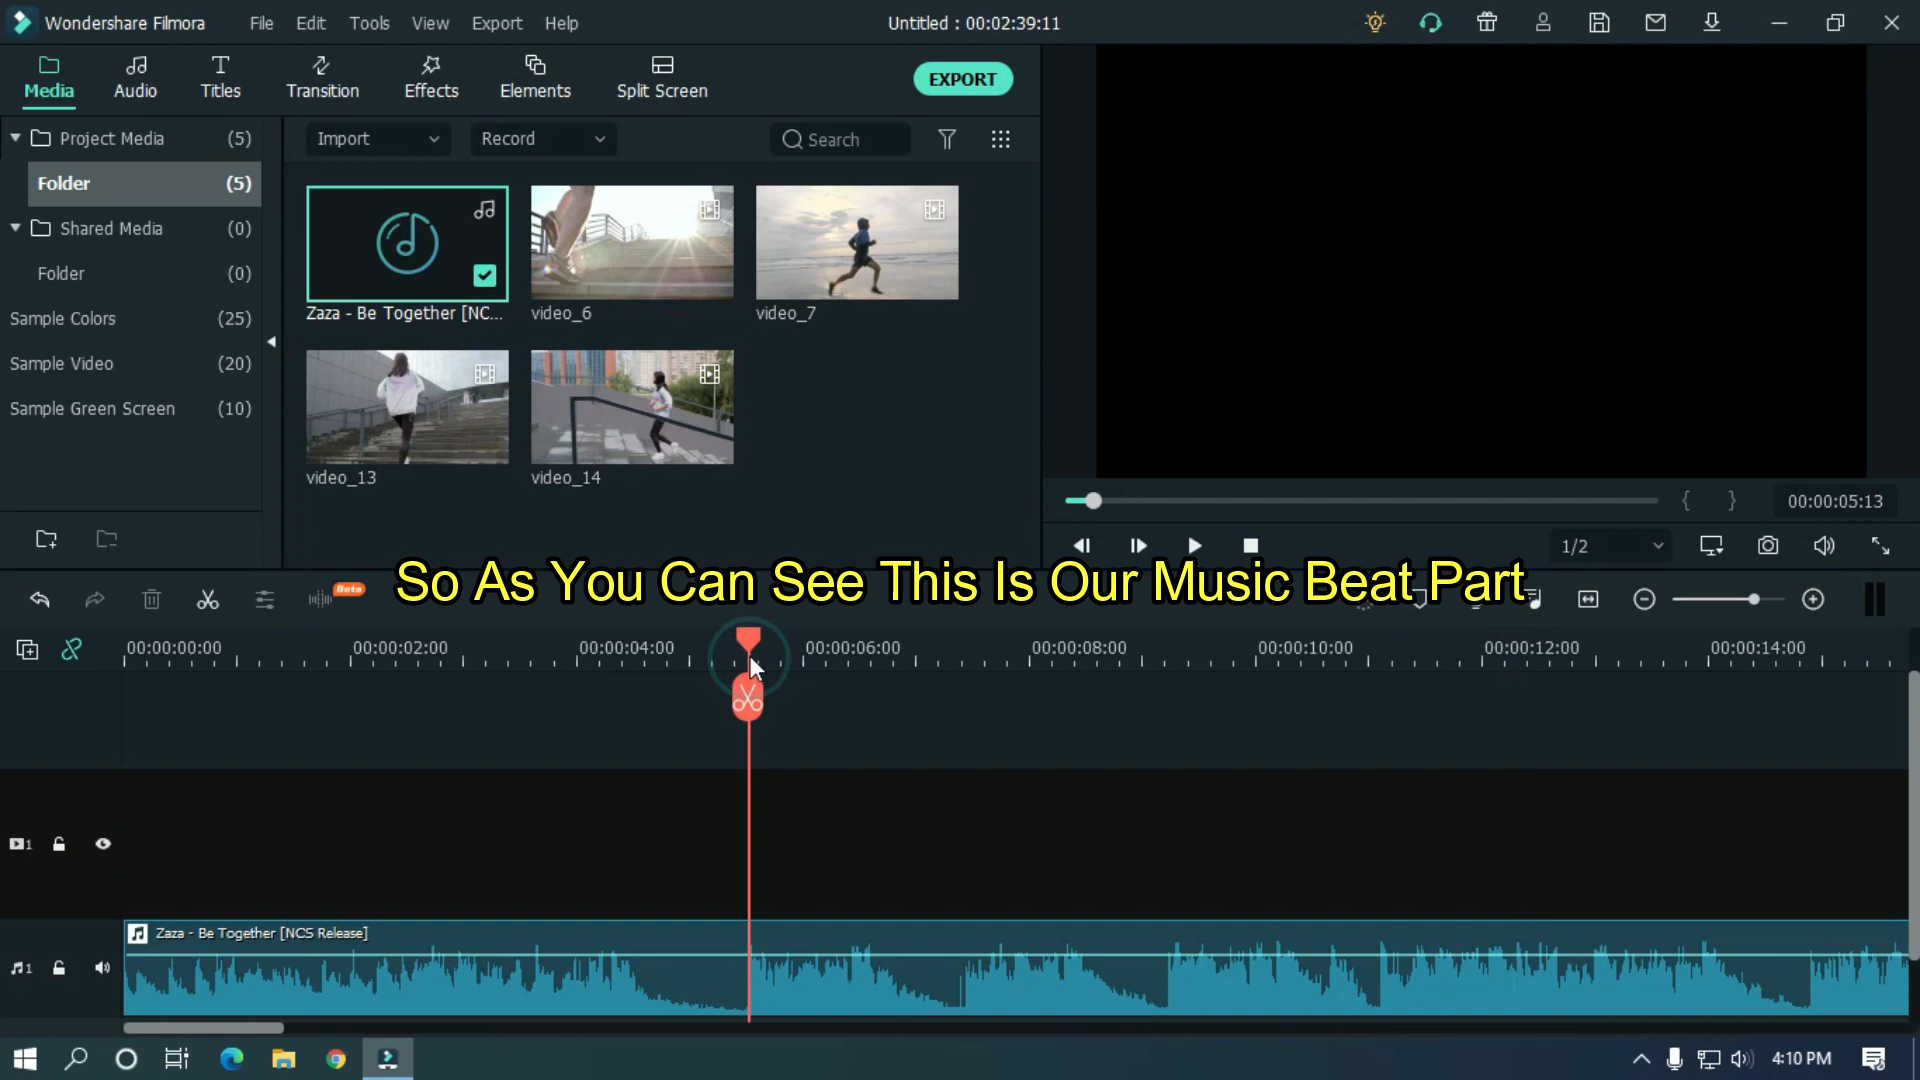 Wondershare Filmora
File
Edit
Tools
View
Export
Help
Untitled : 00:02:39:11
Media
Audio
Titles
Transition
Effects
Elements
Split Screen
EXPORT
Project Media (5)
Folder (5)
Shared Media (0)
Folder (0)
Sample Colors (25)
Sample Video (20)
Sample Green Screen (10)
Import
Record
Search
Zaza - Be Together [NC...
video_6
video_7
video_13
video_14
{ }
00:00:05:13
1/2
Beta
So As You Can See This Is Our Music Beat Part
00:00:00:00
00:00:02:00
00:00:04:00
00:00:06:00
00:00:08:00
00:00:10:00
00:00:12:00
00:00:14:00
1
Zaza - Be Together [NCS Release]
1
4:10 PM